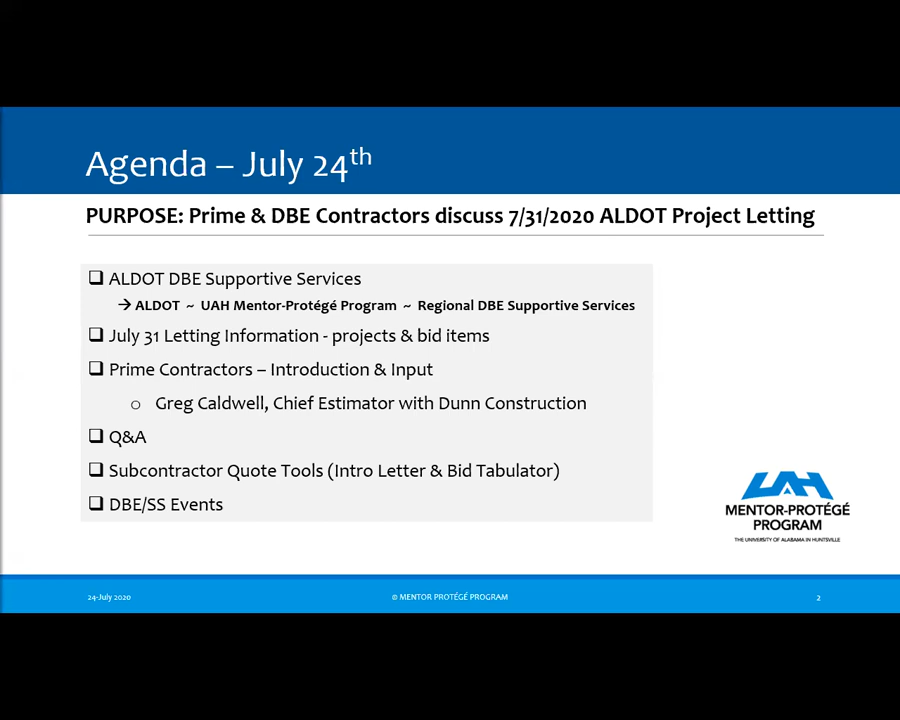 Agenda – July 24th
PURPOSE: Prime & DBE Contractors discuss 7/31/2020 ALDOT Project Letting
❑ ALDOT DBE Supportive Services
→ ALDOT ~ UAH Mentor-Protégé Program ~ Regional DBE Supportive Services
❑ July 31 Letting Information - projects & bid items
❑ Prime Contractors – Introduction & Input
o Greg Caldwell, Chief Estimator with Dunn Construction
❑ Q&A
❑ Subcontractor Quote Tools (Intro Letter & Bid Tabulator)
❑ DBE/SS Events
UAH
MENTOR-PROTÉGÉ
PROGRAM
THE UNIVERSITY OF ALABAMA IN HUNTSVILLE
24-July 2020
© MENTOR PROTÉGÉ PROGRAM
2